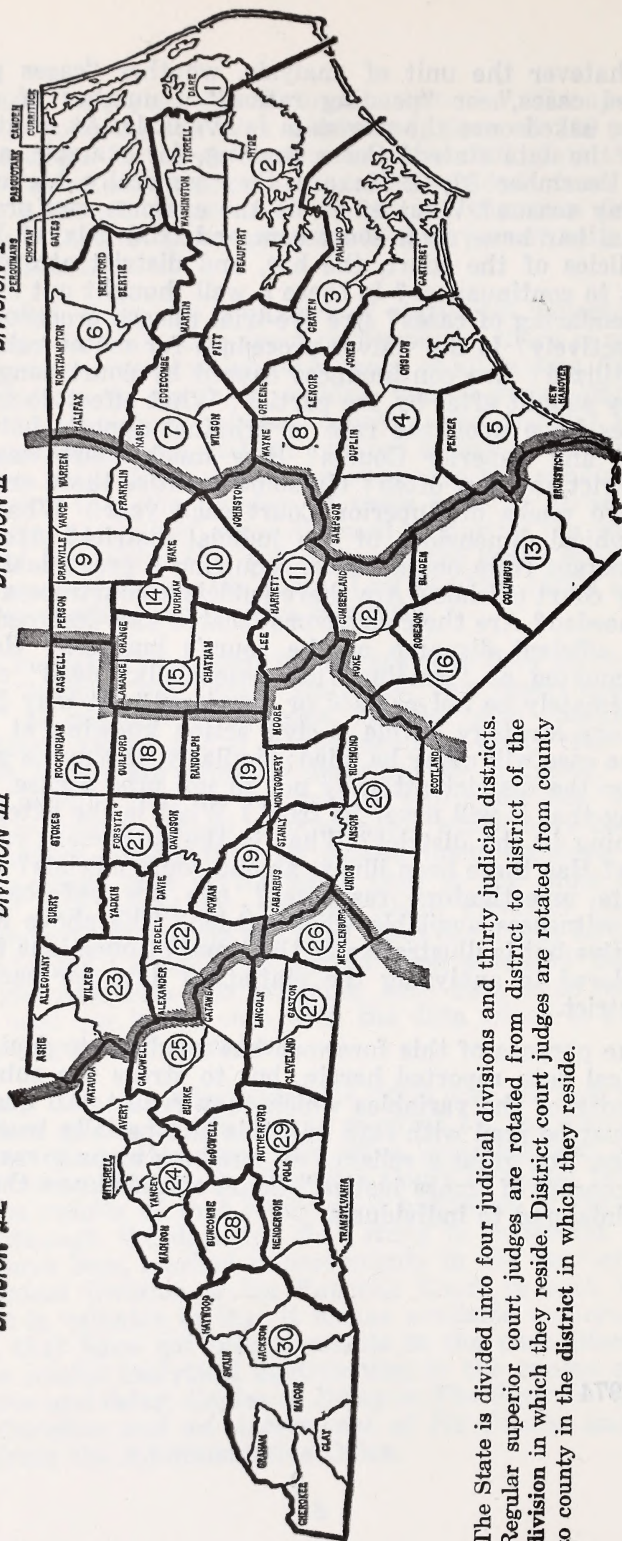 DIVISION III
DIVISION II
CAMDEN
CURRITUCK
PASQUOTANK
PERQUIMANS
CHOWAN
GATES
HERTFORD
BERTIE
NORTHAMPTON
6
HALIFAX
WARREN
VANCE
GRANVILLE
9
PERSON
CASWELL
ROCKINGHAM
17
STOKES
SURRY
ALLEGHANY
ASHE
WATAUGA
WILKES
23
YADKIN
FORSYTH
21
GUILFORD
18
ALAMANCE
15
ORANGE
DURHAM
14
WAKE
10
FRANKLIN
NASH
7
EDGECOMBE
WILSON
MARTIN
PITT
WASHINGTON
TYRRELL
DARE
1
HYDE
2
BEAUFORT
CRAVEN
3
PAMLICO
CARTERET
JONES
ONSLOW
4
LENOIR
GREENE
WAYNE
8
DUPLIN
JOHNSTON
SAMPSON
HARNETT
11
LEE
CHATHAM
RANDOLPH
19
DAVIDSON
DAVIE
IREDELL
22
ALEXANDER
CATAWBA
CALDWELL
25
BURKE
AVERY
MITCHELL
YANCEY
24
MADISON
MCDOWELL
BUNCOMBE
28
HAYWOOD
SWAIN
JACKSON
30
GRAHAM
CHEROKEE
CLAY
MACON
TRANSYLVANIA
HENDERSON
POLK
29
RUTHERFORD
CLEVELAND
LINCOLN
GASTON
27
MECKLENBURG
26
ROWAN
CABARRUS
19
STANLY
UNION
ANSON
20
MONTGOMERY
MOORE
RICHMOND
HOKE
SCOTLAND
CUMBERLAND
12
ROBESON
16
BLADEN
COLUMBUS
13
BRUNSWICK
NEW
HANOVER
PENDER
5
The State is divided into four judicial divisions and thirty judicial districts.
Regular superior court judges are rotated from district to district of the
division in which they reside. District court judges are rotated from county
to county in the district in which they reside.